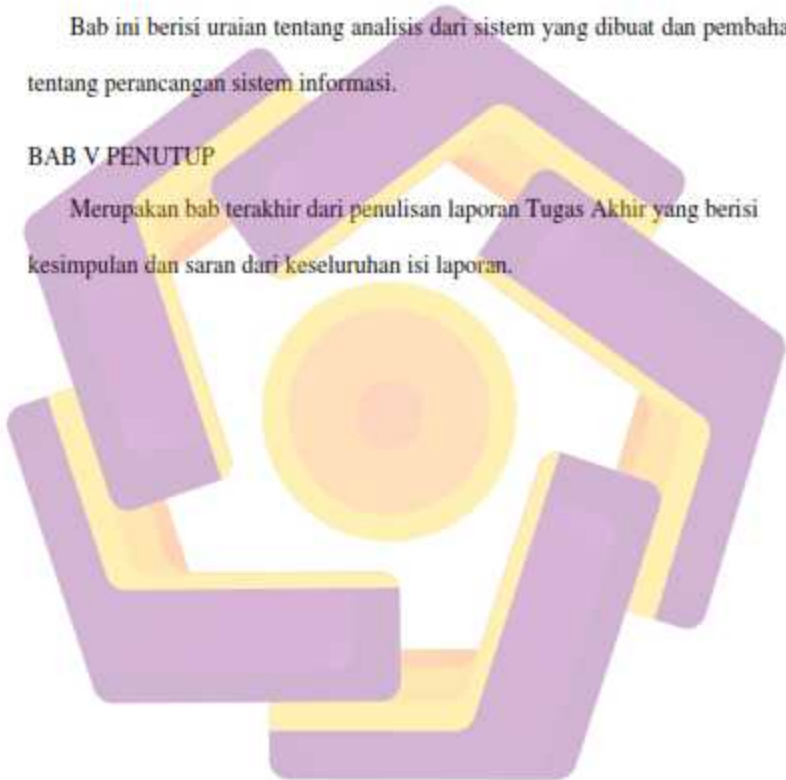 Bab ini berisi uraian tentang analisis dari sistem yang dibuat dan
tentang perancangan sistem informasi.
BAB V PENUTUP
Merupakan bab terakhir dari penulisan laporan Tugas Akhir yang berisi
kesimpulan dan saran dari keseluruhan isi laporan.